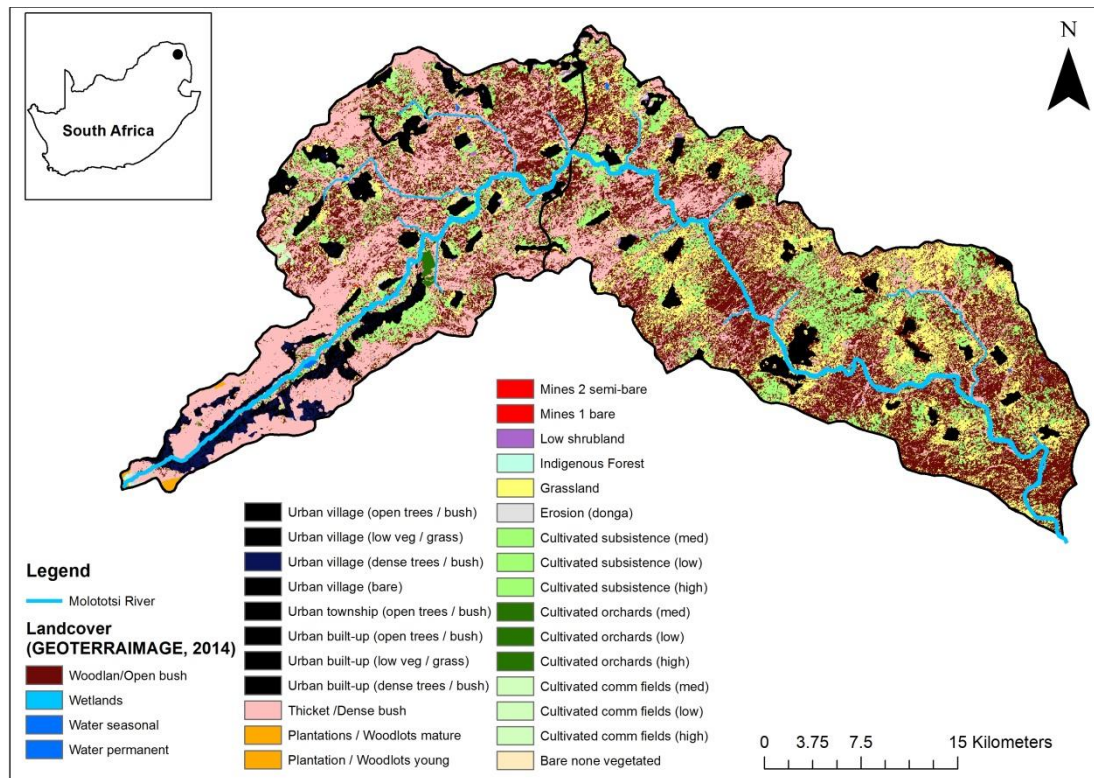 South Africa
N
Legend
Molototsi River
Landcover
(GEOTERRAIMAGE, 2014)
Woodlan/Open bush
Wetlands
Water seasonal
Water permanent
Urban village (open trees / bush)
Urban village (low veg / grass)
Urban village (dense trees / bush)
Urban village (bare)
Urban township (open trees / bush)
Urban built-up (open trees / bush)
Urban built-up (low veg / grass)
Urban built-up (dense trees / bush)
Thicket /Dense bush
Plantations / Woodlots mature
Plantation / Woodlots young
Mines 2 semi-bare
Mines 1 bare
Low shrubland
Indigenous Forest
Grassland
Erosion (donga)
Cultivated subsistence (med)
Cultivated subsistence (low)
Cultivated subsistence (high)
Cultivated orchards (med)
Cultivated orchards (low)
Cultivated orchards (high)
Cultivated comm fields (med)
Cultivated comm fields (low)
Cultivated comm fields (high)
Bare none vegetated
0 3.75 7.5 15 Kilometers